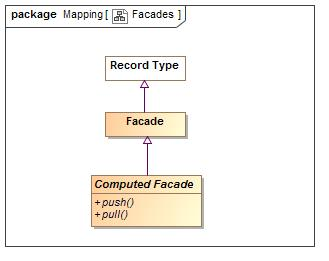 package Mapping [ Facades ]
Record Type
Facade
Computed Facade
+push()
+pull()